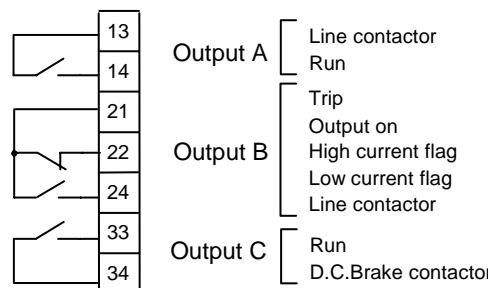 13
14
21
22
24
33
34
Output A
Line contactor
Run
Output B
Trip
Output on
High current flag
Low current flag
Line contactor
Output C
Run
D.C.Brake contactor